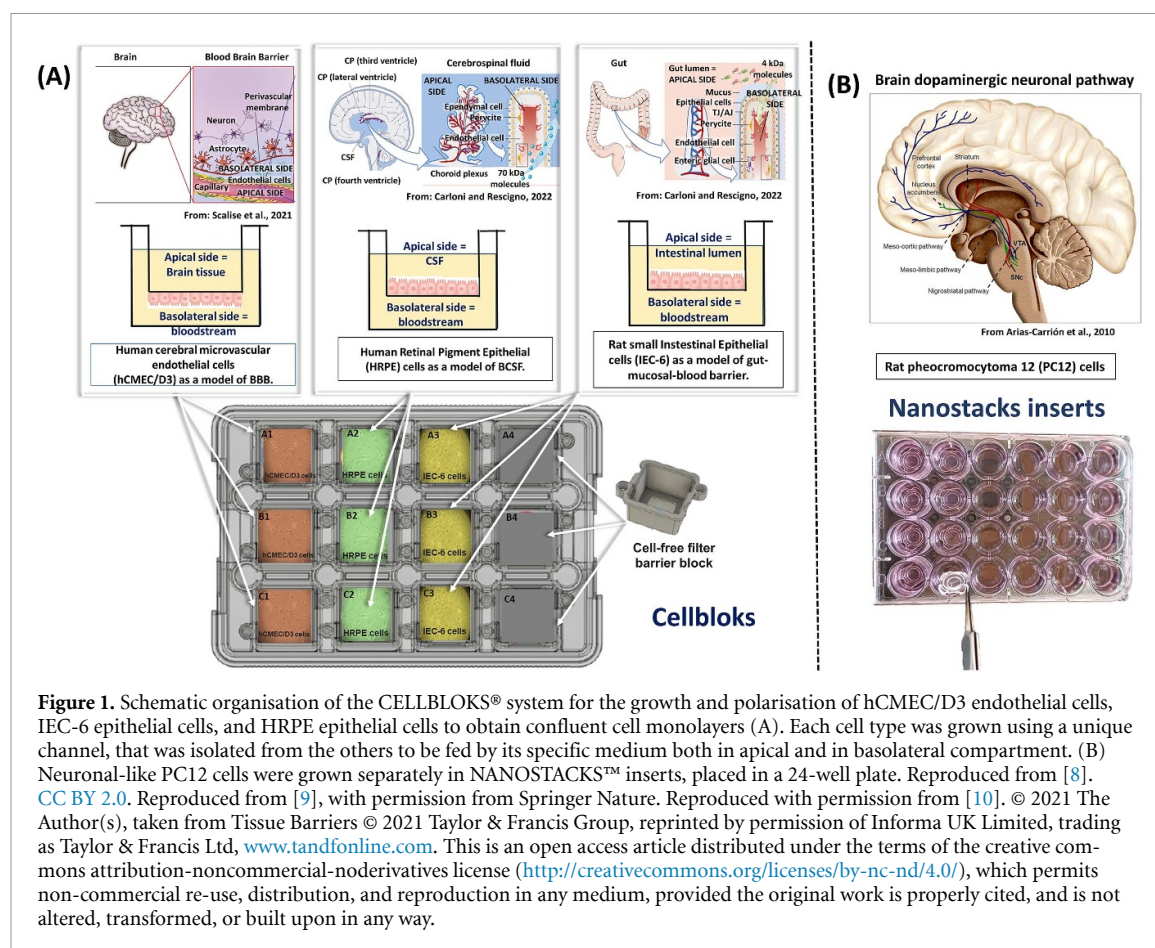 (A)
Brain
Blood Brain Barrier
Perivascular
membrane
Neuron
Astrocyte
BASOLATERAL SIDE
Endothelial cells
Capillary
APICAL SIDE
From: Scalise et al., 2021
Apical side =
Brain tissue
Basolateral side =
bloodstream
Human cerebral microvascular
endothelial cells
(hCMEC/D3) as a model of BBB.
CP (third ventricle)
CP (lateral ventricle)
Cerebrospinal fluid
APICAL
SIDE
BASOLATERAL SIDE
Ependymal cell
Perycite
Endothelial cell
CSF
Choroid plexus
70 kDa
molecules
CP (fourth ventricle)
From: Carloni and Rescigno, 2022
Apical side =
CSF
Basolateral side =
bloodstream
Human Retinal Pigment Epithelial
(HRPE) cells as a model of BCSF.
Gut
Gut lumen =
APICAL SIDE
4 kDa
molecules
Mucus
BASOLATERAL
SIDE
Epithelial cells
TJ/AJ
Perycite
Endothelial cell
Enteric glial cell
From: Carloni and Rescigno, 2022
Apical side =
Intestinal lumen
Basolateral side =
bloodstream
Rat small Instestinal Epithelial
cells (IEC-6) as a model of gut-
mucosal-blood barrier.
A1
hCMEC/D3 cells
A2
HRPE cells
A3
IEC-6 cells
A4
B1
hCMEC/D3 cells
B2
HRPE cells
B3
IEC-6 cells
B4
C1
hCMEC/D3 cells
C2
HRPE cells
C3
IEC-6 cells
C4
Cell-free filter
barrier block
Cellbloks
(B)
Brain dopaminergic neuronal pathway
Prefrontal
cortex
Striatum
Nucleus
accumbens
Meso-cortic pathway
VTA
Meso-limbic pathway
SNc
Nigrostriatal pathway
From Arias-Carrión et al., 2010
Rat pheocromocytoma 12 (PC12) cells
Nanostacks inserts
Figure 1. Schematic organisation of the CELLBLOKS® system for the growth and polarisation of hCMEC/D3 endothelial cells,
IEC-6 epithelial cells, and HRPE epithelial cells to obtain confluent cell monolayers (A). Each cell type was grown using a unique
channel, that was isolated from the others to be fed by its specific medium both in apical and in basolateral compartment. (B)
Neuronal-like PC12 cells were grown separately in NANOSTACKS™ inserts, placed in a 24-well plate. Reproduced from [8].
CC BY 2.0. Reproduced from [9], with permission from Springer Nature. Reproduced with permission from [10]. © 2021 The
Author(s), taken from Tissue Barriers © 2021 Taylor & Francis Group, reprinted by permission of Informa UK Limited, trading
as Taylor & Francis Ltd, www.tandfonline.com. This is an open access article distributed under the terms of the creative com-
mons attribution-noncommercial-noderivatives license (http://creativecommons.org/licenses/by-nc-nd/4.0/), which permits
non-commercial re-use, distribution, and reproduction in any medium, provided the original work is properly cited, and is not
altered, transformed, or built upon in any way.